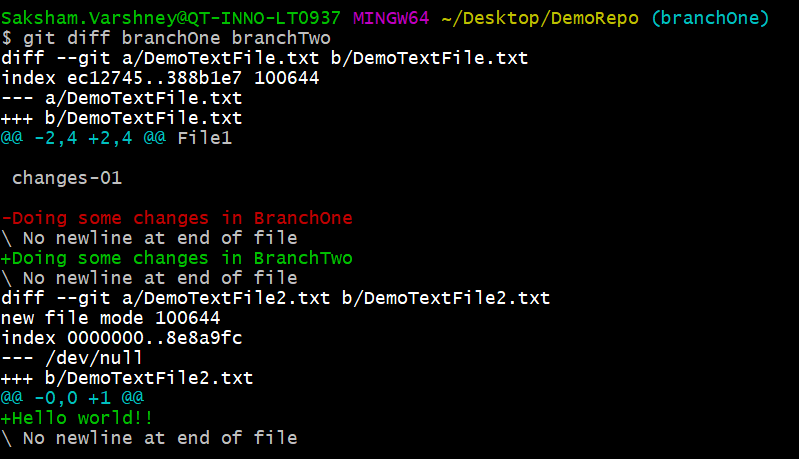 Saksham.Varshney@QT-INNO-LT0937 MINGW64 ~/Desktop/DemoRepo (branchOne)
$ git diff branchOne branchTwo
diff --git a/DemoTextFile.txt b/DemoTextFile.txt
index ec12745..388b1e7 100644
--- a/DemoTextFile.txt
+++ b/DemoTextFile.txt
@@ -2,4 +2,4 @@ File1
 changes-01
-Doing some changes in BranchOne
\ No newline at end of file
+Doing some changes in BranchTwo
\ No newline at end of file
diff --git a/DemoTextFile2.txt b/DemoTextFile2.txt
new file mode 100644
index 0000000..8e8a9fc
--- /dev/null
+++ b/DemoTextFile2.txt
@@ -0,0 +1 @@
+Hello world!!
\ No newline at end of file